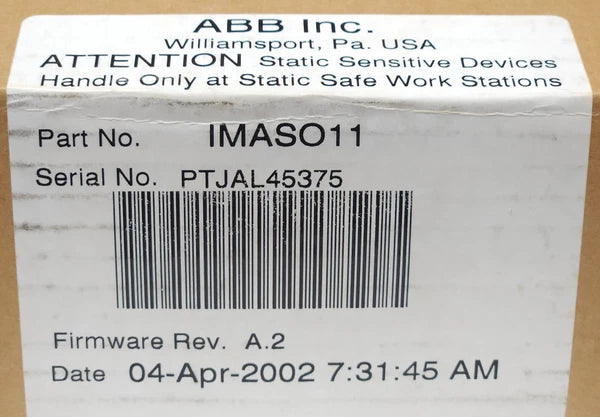 ABB Inc.
Williamsport, Pa. USA
ATTENTION Static Sensitive Devices
Handle Only at Static Safe Work Stations
Part No. IMASO11
Serial No. PTJAL45375
Firmware Rev. A.2
Date 04-Apr-2002 7:31:45 AM